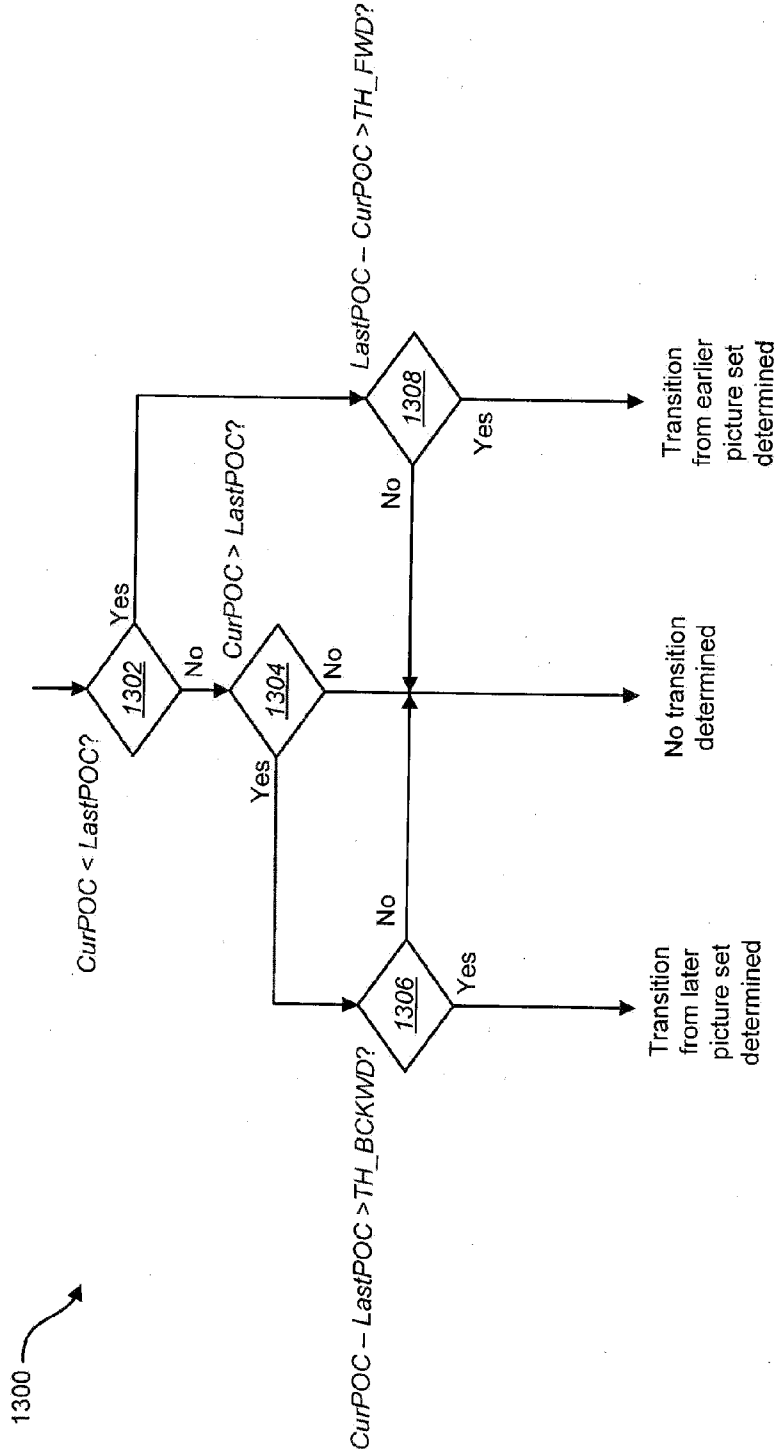 1300
CurPOC < LastPOC?
1302
Yes
No
CurPOC > LastPOC?
1304
Yes
No
CurPOC – LastPOC >TH_BCKWD?
1306
No
Yes
LastPOC – CurPOC >TH_FWD?
1308
No
Yes
Transition
from later
picture set
determined
No transition
determined
Transition
from earlier
picture set
determined